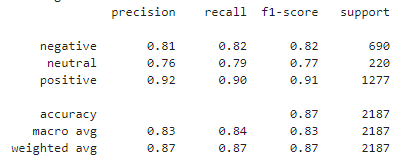 precision recall f1-score support
negative 0.81 0.82 0.82 690
neutral 0.76 0.79 0.77 220
positive 0.92 0.90 0.91 1277
accuracy 0.87 2187
macro avg 0.83 0.84 0.83 2187
weighted avg 0.87 0.87 0.87 2187